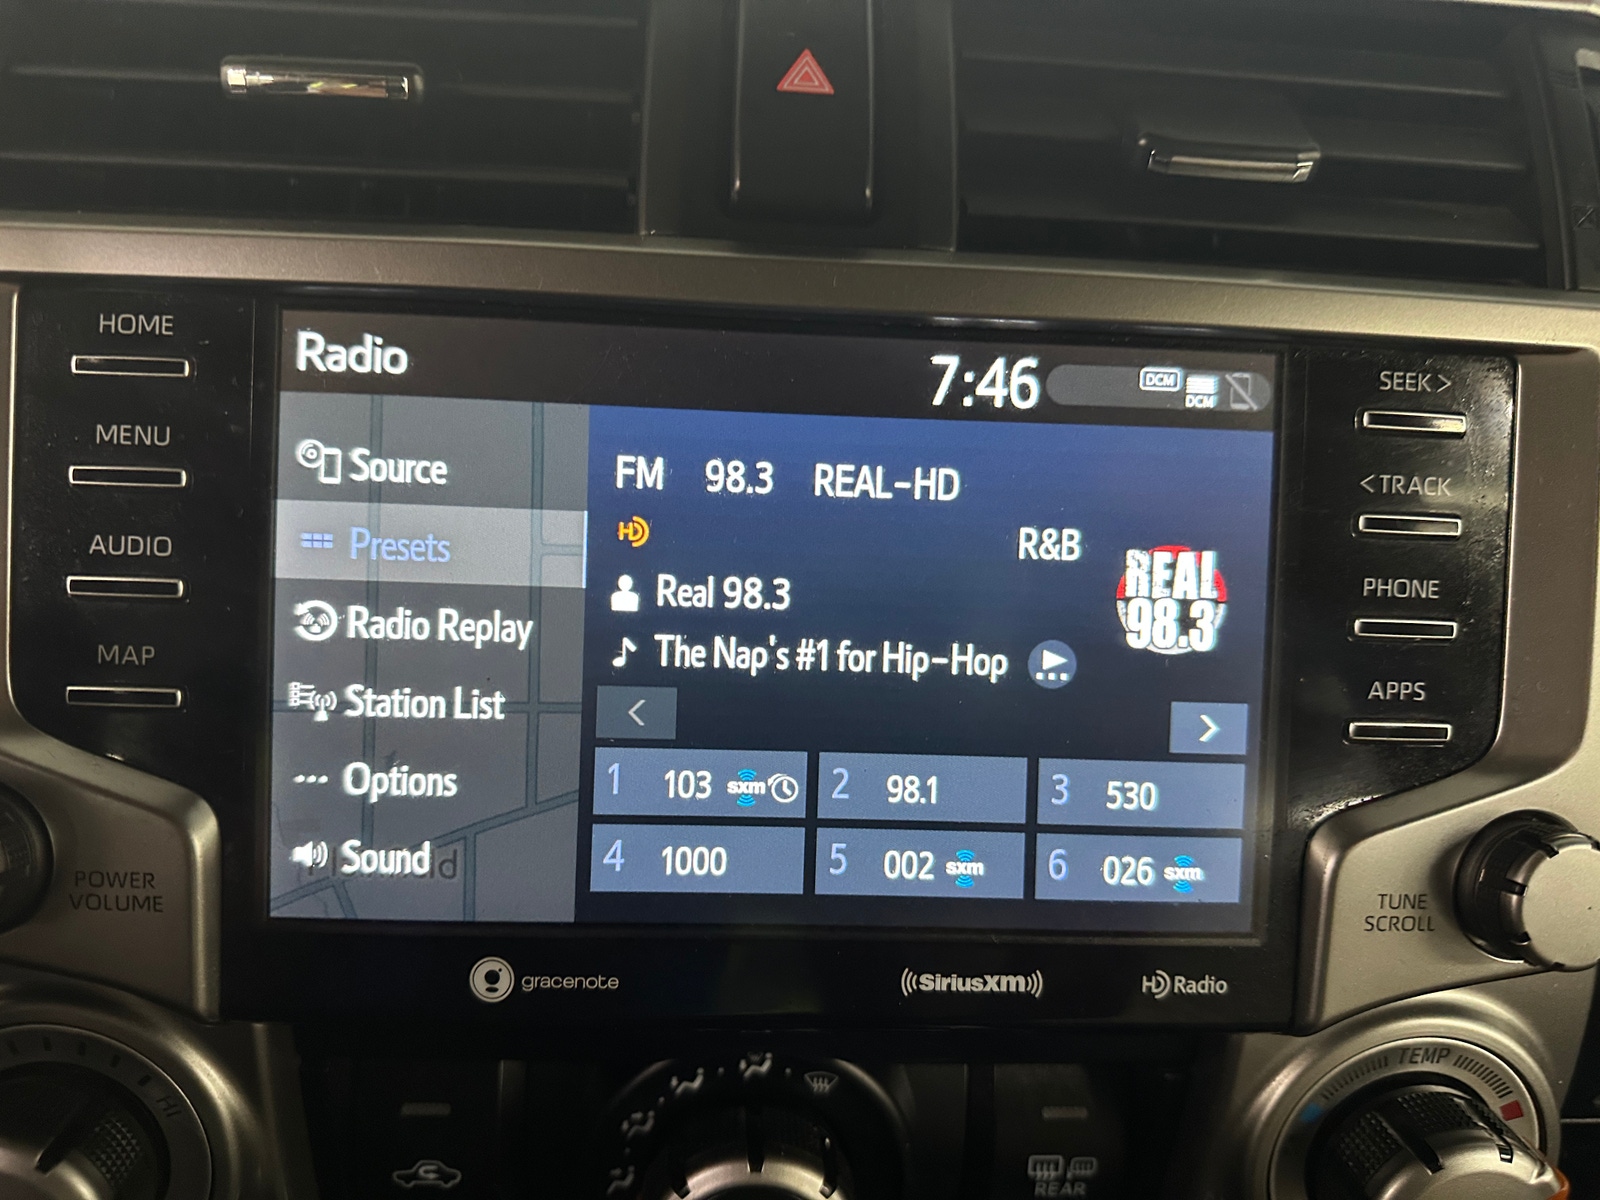 HOME
MENU
AUDIO
MAP
POWER
VOLUME
Radio
7:46
DCM
DCM
Source
Presets
Radio Replay
Station List
Options
Sound
FM 98.3 REAL-HD
HD
R&B
Real 98.3
The Nap's #1 for Hip-Hop
REAL
98.3
< >
1 103 sxm
2 98.1
3 530
4 1000
5 002 sxm
6 026 sxm
SEEK >
< TRACK
PHONE
APPS
TUNE
SCROLL
gracenote
SiriusXM
HD Radio
HI
TEMP
REAR